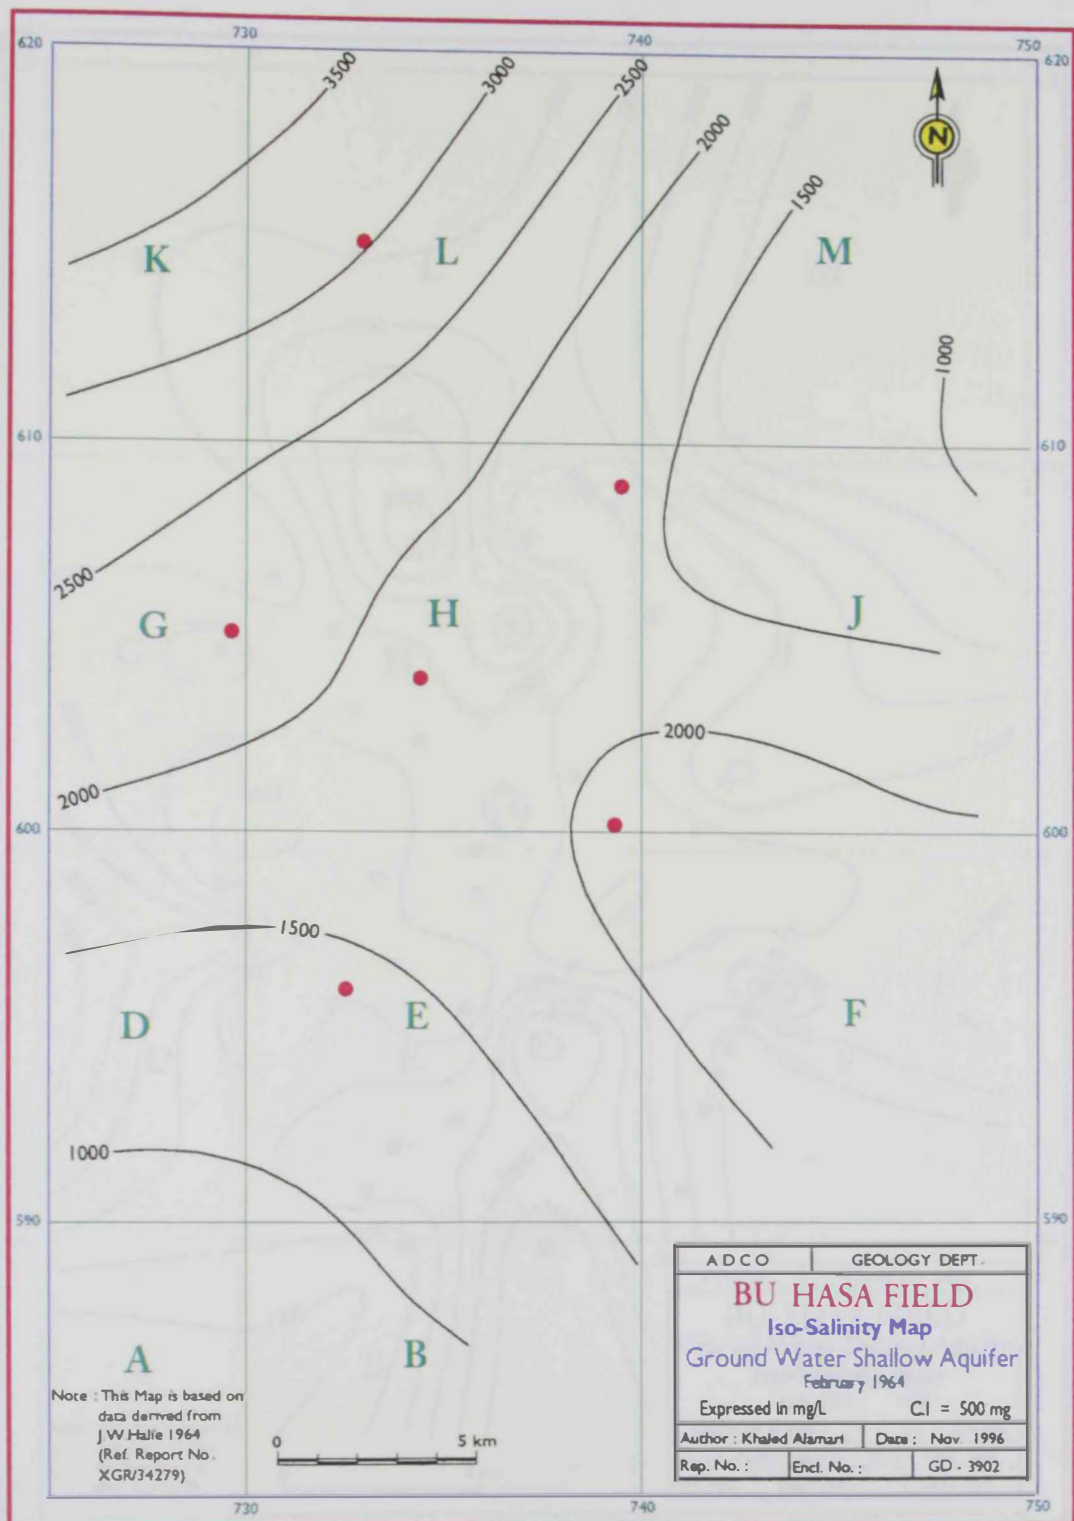 730
740
750
620
620
3500
3000
2500
2000
1500
N
K
L
M
1000
610
610
2500
G
H
J
2000
2000
600
600
1500
D
E
F
1000
590
590
A
B
Note : This Map is based on
data derived from
J.W.Halle 1964
(Ref. Report No.
XGR/34279)
0 5 km
ADCO GEOLOGY DEPT.
BU HASA FIELD
Iso-Salinity Map
Ground Water Shallow Aquifer
February 1964
Expressed in mg/L C.I = 500 mg
Author : Khaled Alamari Date : Nov. 1996
Rep. No. : Encl. No. : GD - 3902
730
740
750